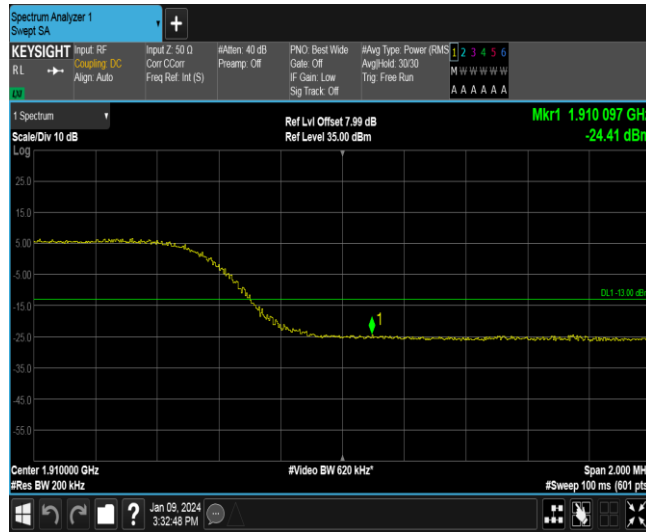 Spectrum Analyzer 1
Swept SA
KEYSIGHT
RL
LXI
Input: RF
Coupling: DC
Align: Auto
Input Z: 50 Ω
Corr CCorr
Freq Ref: Int (S)
#Atten: 40 dB
Preamp: Off
PNO: Best Wide
Gate: Off
IF Gain: Low
Sig Track: Off
#Avg Type: Power (RMS
Avg|Hold: 30/30
Trig: Free Run
1 2 3 4 5 6
M W W W W W
A A A A A A
1 Spectrum
Scale/Div 10 dB
Log
Ref Lvl Offset 7.99 dB
Ref Level 35.00 dBm
Mkr1 1.910 097 GHz
-24.41 dBm
25.0
15.0
5.00
-5.00
DL1 -13.00 dBm
-15.0
1
-25.0
-35.0
-45.0
-55.0
Center 1.910000 GHz
#Video BW 620 kHz*
Span 2.000 MH
#Res BW 200 kHz
#Sweep 100 ms (601 pts
?
Jan 09, 2024
3:32:48 PM